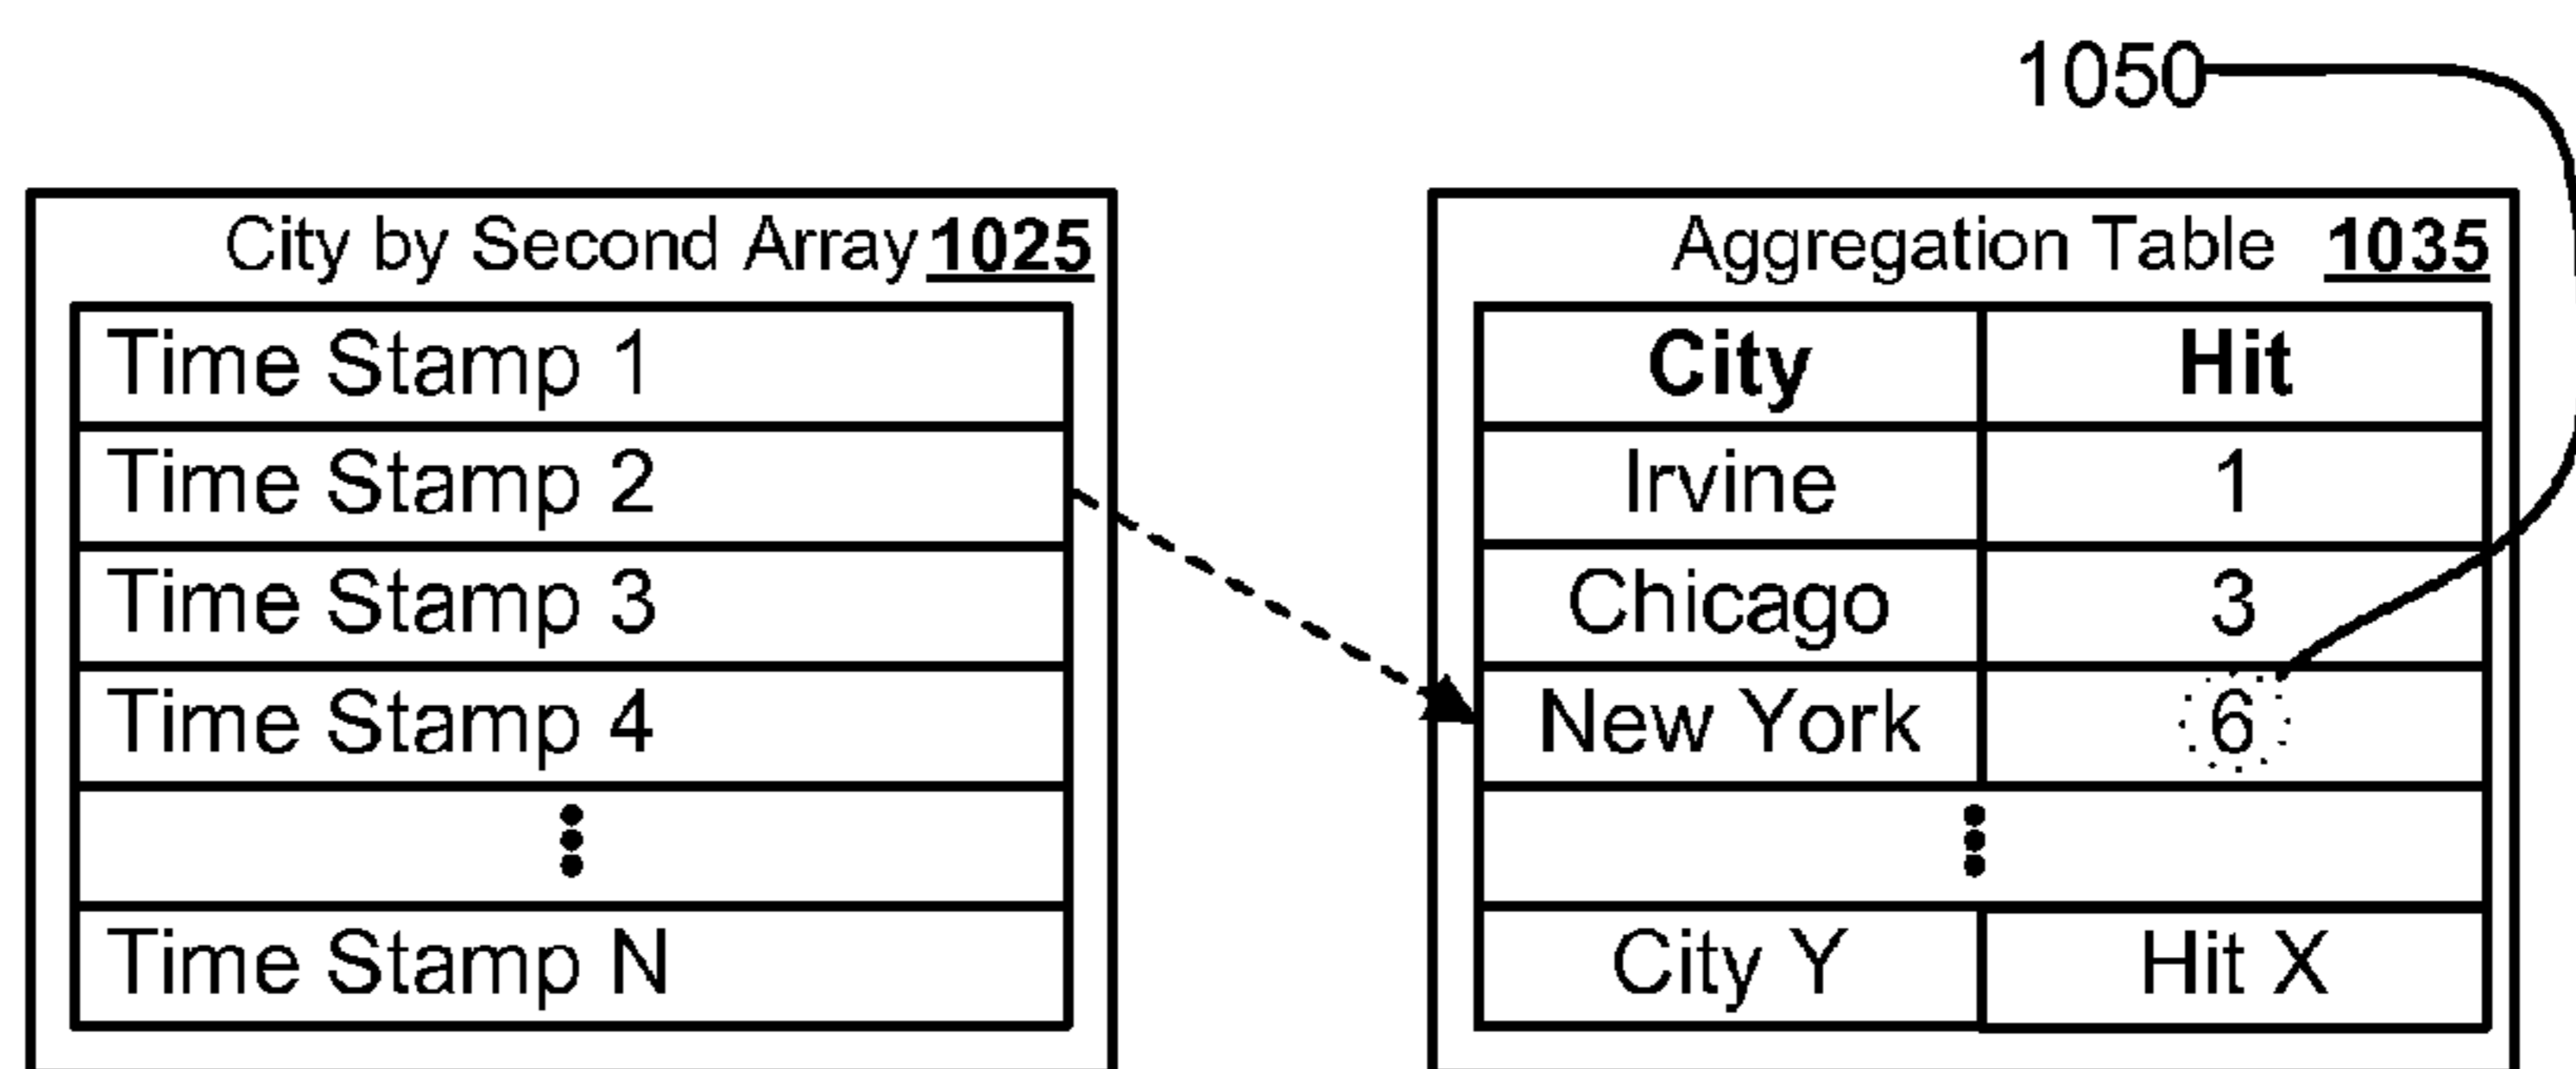 1050
City by Second Array 1025
Time Stamp 1
Time Stamp 2
Time Stamp 3
Time Stamp 4
Time Stamp N
Aggregation Table 1035
City Hit
Irvine 1
Chicago 3
New York 6
City Y Hit X